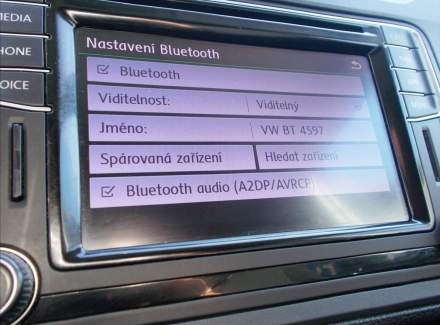 MEDIA
PHONE
VOICE
Nastavení Bluetooth
Bluetooth
Viditelnost: Viditelný
Jméno: VW BT 4597
Spárovaná zařízení Hledat zařízení
Bluetooth audio (A2DP/AVRCP)